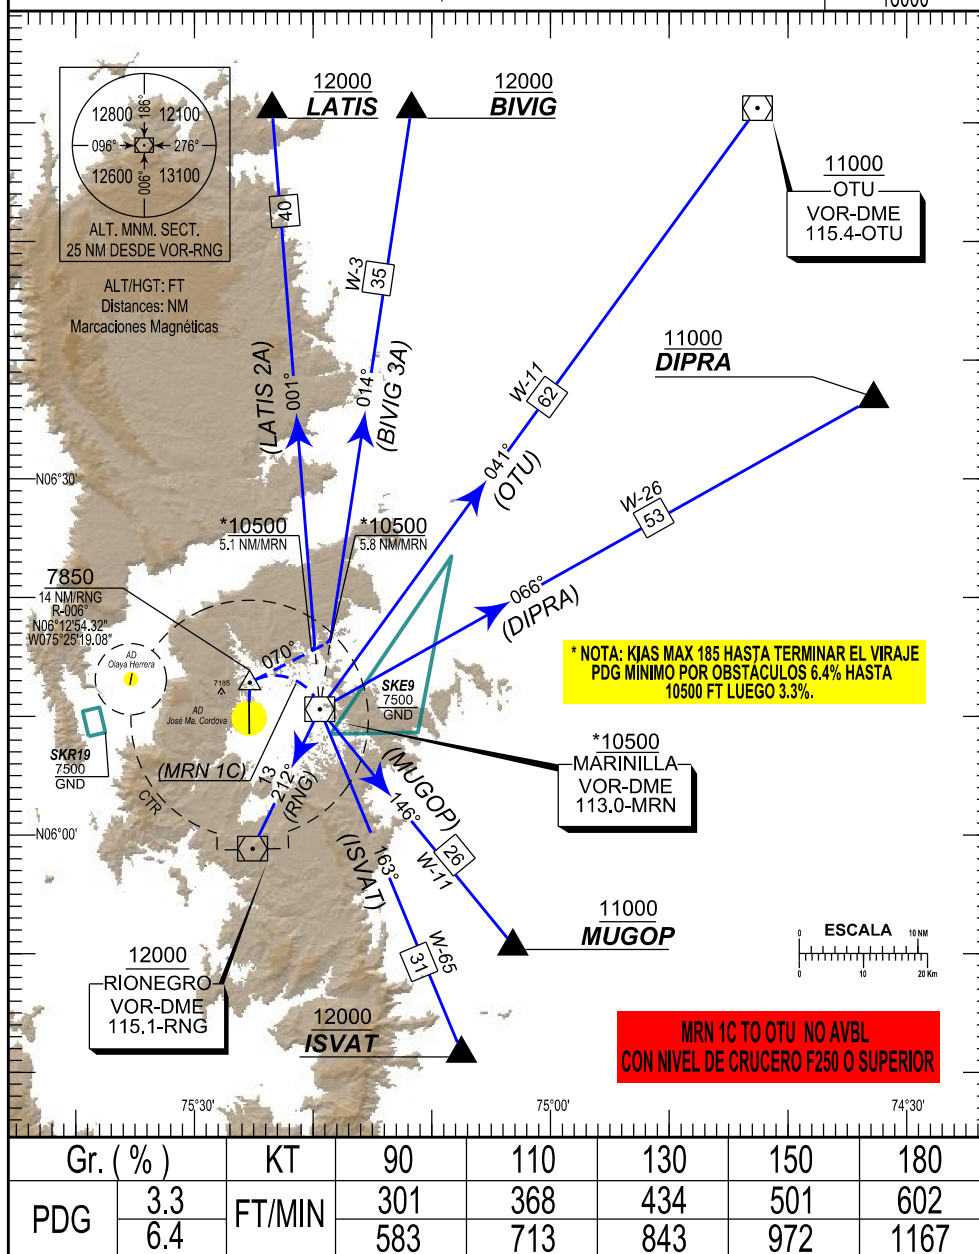 10000
12800
186°
12100
096°
276°
12600
006°
13100
ALT. MNM. SECT.
25 NM DESDE VOR-RNG
ALT/HGT: FT
Distances: NM
Marcaciones Magnéticas
12000
LATIS
12000
BIVIG
11000
OTU
VOR-DME
115.4-OTU
40
W-3
35
11000
DIPRA
W-11
62
(LATIS 2A)
001°
014°
(BIVIG 3A)
041°
(OTU)
W-26
53
N06°30'
*10500
5.1 NM/MRN
*10500
5.8 NM/MRN
066°
(DIPRA)
7850
14 NM/RNG
R-006°
N06°12'54.32"
W075°25'19.08"
AD
Olaya Herrera
7185
070°
AD
José Ma. Cordova
SKE9
7500
GND
* NOTA: KIAS MAX 185 HASTA TERMINAR EL VIRAJE
PDG MÍNIMO POR OBSTÁCULOS 6.4% HASTA
10500 FT LUEGO 3.3%.
SKR19
7500
GND
(MRN 1C)
CTR
13
212°
(RNG)
(MUGOP)
146°
*10500
MARINILLA
VOR-DME
113.0-MRN
N06°00'
(ISVAT)
163°
26
W-11
11000
MUGOP
W-65
31
ESCALA
0
10 NM
0
10
20 Km
12000
RIONEGRO
VOR-DME
115.1-RNG
12000
ISVAT
MRN 1C TO OTU NO AVBL
CON NIVEL DE CRUCERO F250 O SUPERIOR
75°30'
75°00'
74°30'
Gr. ( % ) KT 90 110 130 150 180
PDG 3.3 FT/MIN 301 368 434 501 602
6.4 583 713 843 972 1167